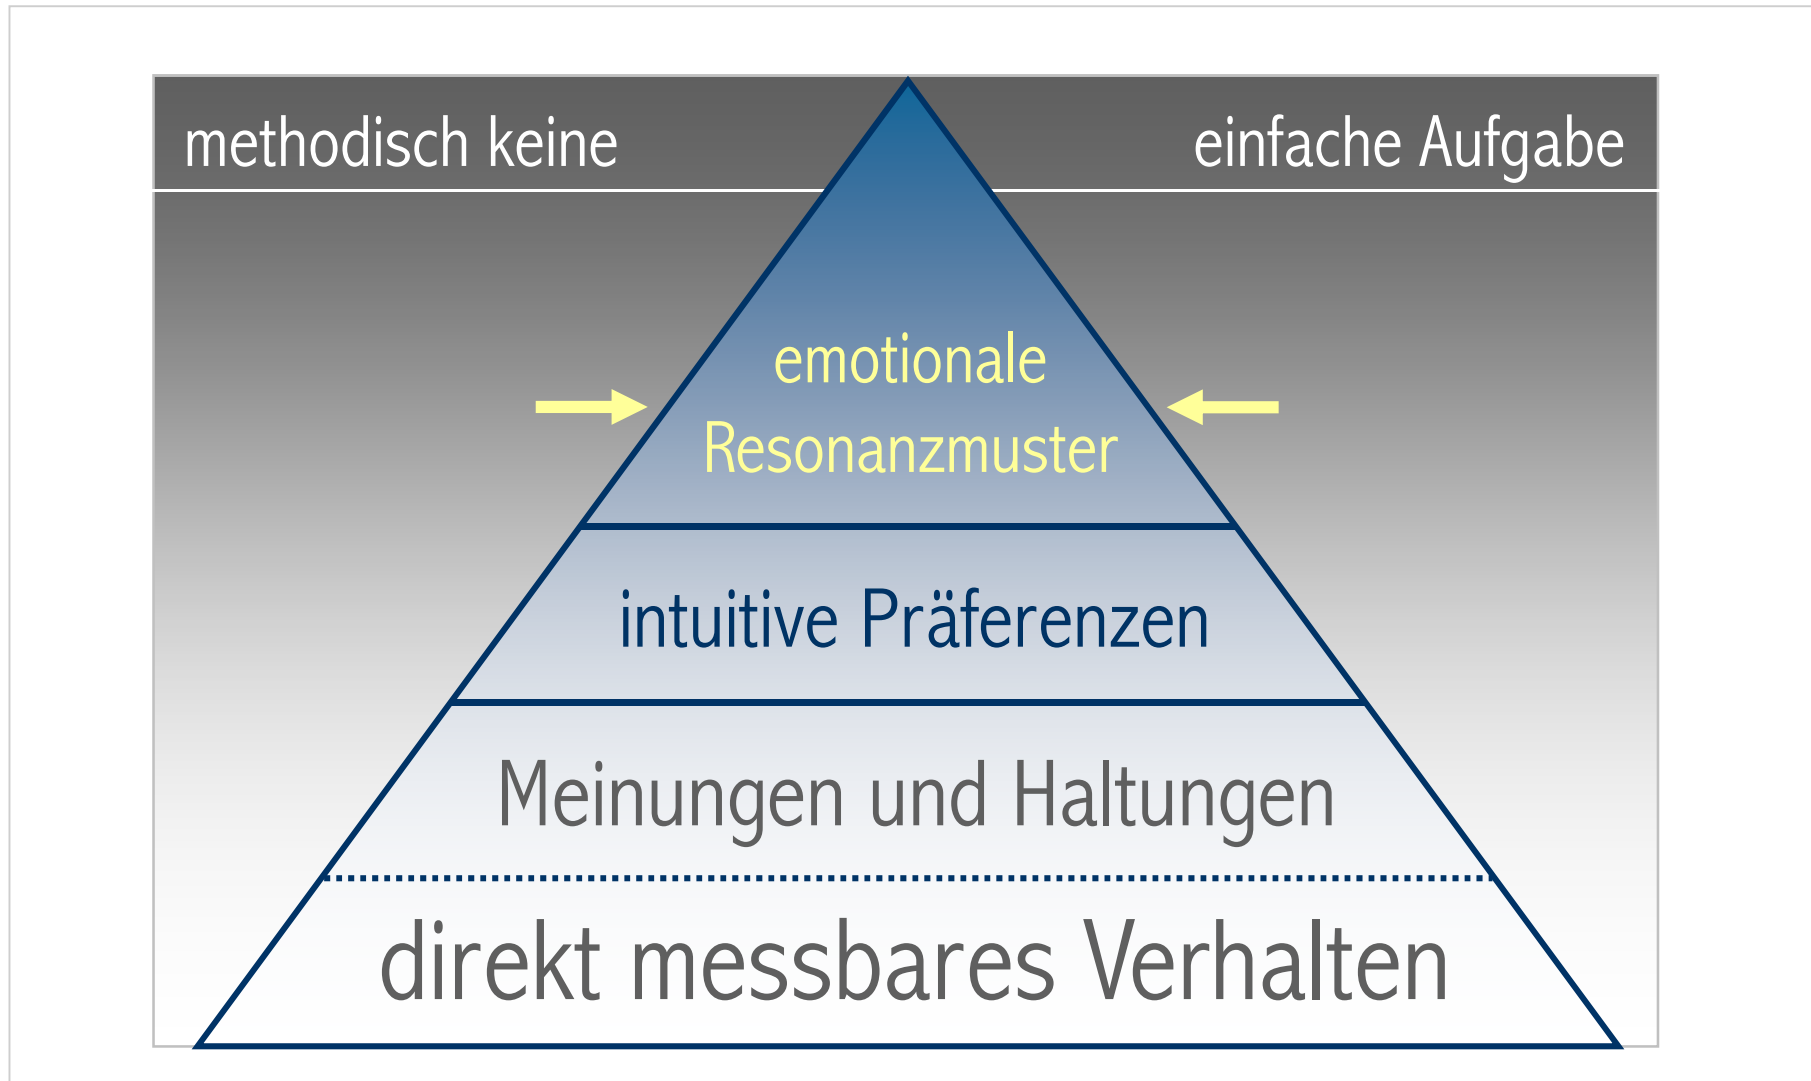 methodisch keine
einfache Aufgabe
emotionale
Resonanzmuster
intuitive Präferenzen
Meinungen und Haltungen
direkt messbares Verhalten